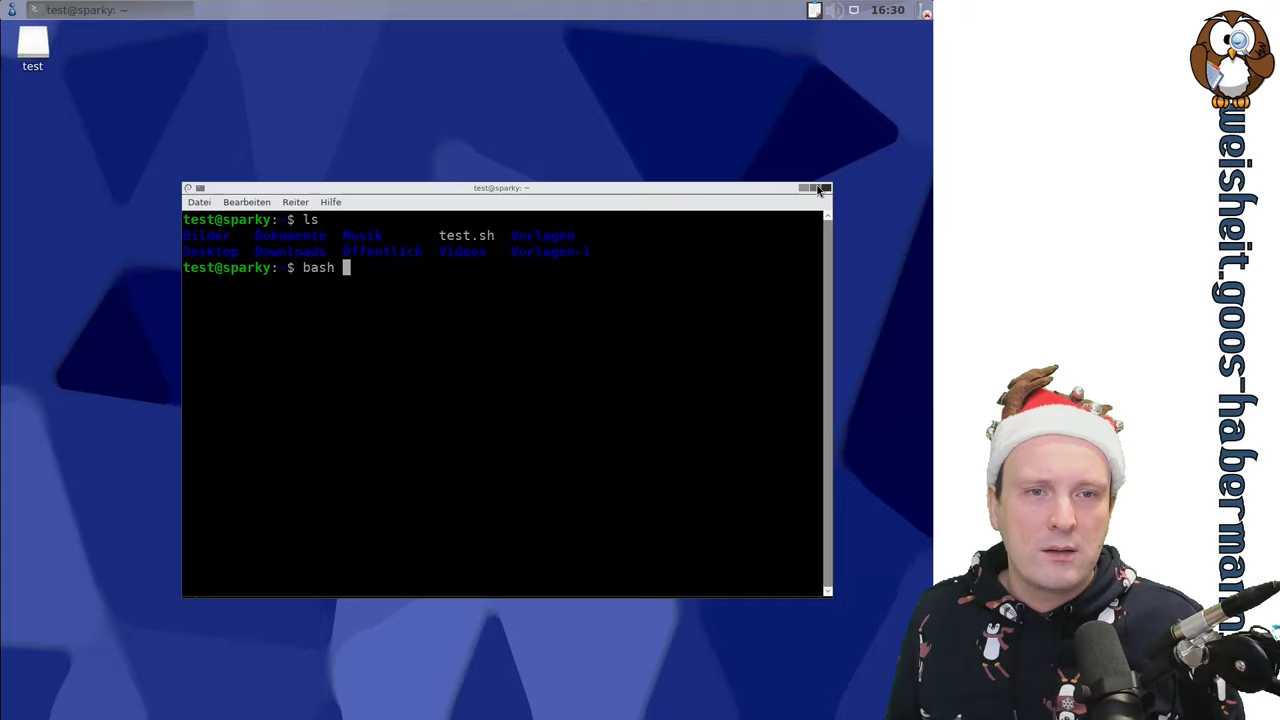 test@sparky: ~
16:30
test
test@sparky: ~
Datei Bearbeiten Reiter Hilfe
test@sparky:~$ ls
Bilder Dokumente Musik test.sh Vorlagen
Desktop Downloads Öffentlich Videos Vorlagen-1
test@sparky:~$ bash
weisheit.goos-habermann